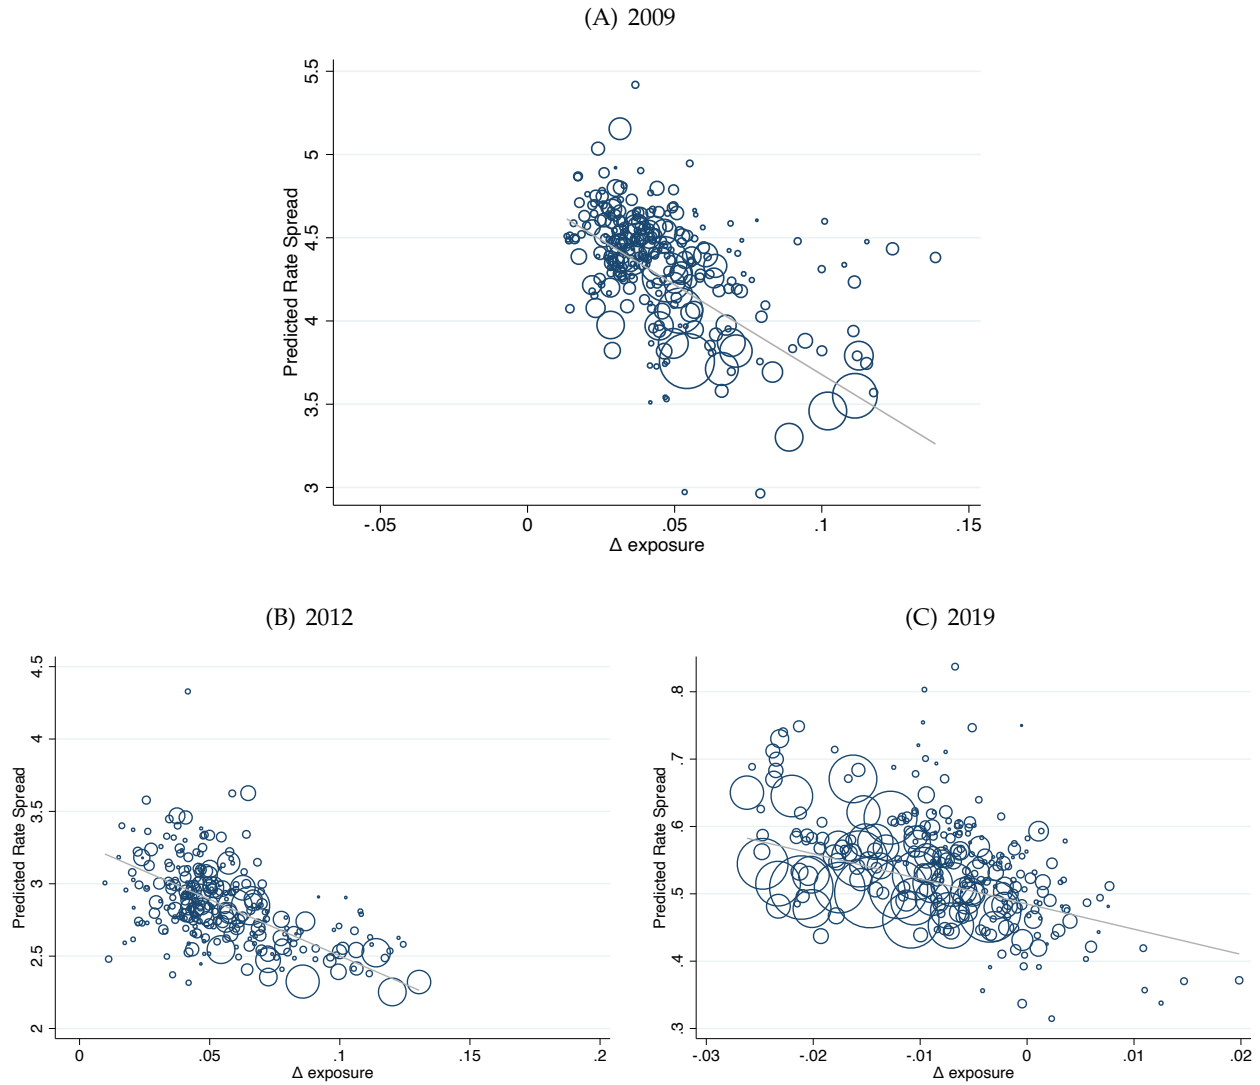 (A) 2009
5.5
5
4.5
4
3.5
3
Predicted Rate Spread
-.05 0 .05 .1 .15
Δ exposure
(B) 2012
4.5
4
3.5
3
2.5
2
Predicted Rate Spread
0 .05 .1 .15 .2
Δ exposure
(C) 2019
.8
.7
.6
.5
.4
.3
Predicted Rate Spread
-.03 -.02 -.01 0 .01 .02
Δ exposure